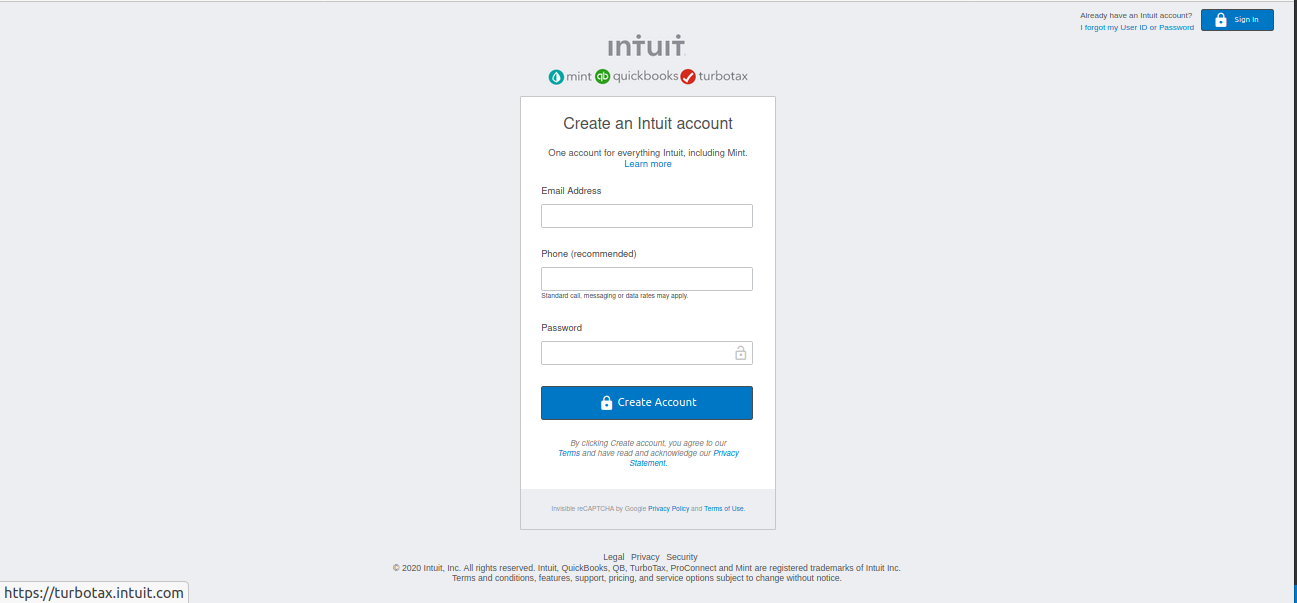 Already have an Intuit account?
I forgot my User ID or Password
Sign In
ıntuıt
mint qb quickbooks turbotax
Create an Intuit account
One account for everything Intuit, including Mint.
Learn more
Email Address
Phone (recommended)
Standard call, messaging or data rates may apply.
Password
Create Account
By clicking Create account, you agree to our
Terms and have read and acknowledge our Privacy
Statement.
Invisible reCAPTCHA by Google Privacy Policy and Terms of Use.
Legal Privacy Security
© 2020 Intuit, Inc. All rights reserved. Intuit, QuickBooks, QB, TurboTax, ProConnect and Mint are registered trademarks of Intuit Inc.
Terms and conditions, features, support, pricing, and service options subject to change without notice.
https://turbotax.intuit.com